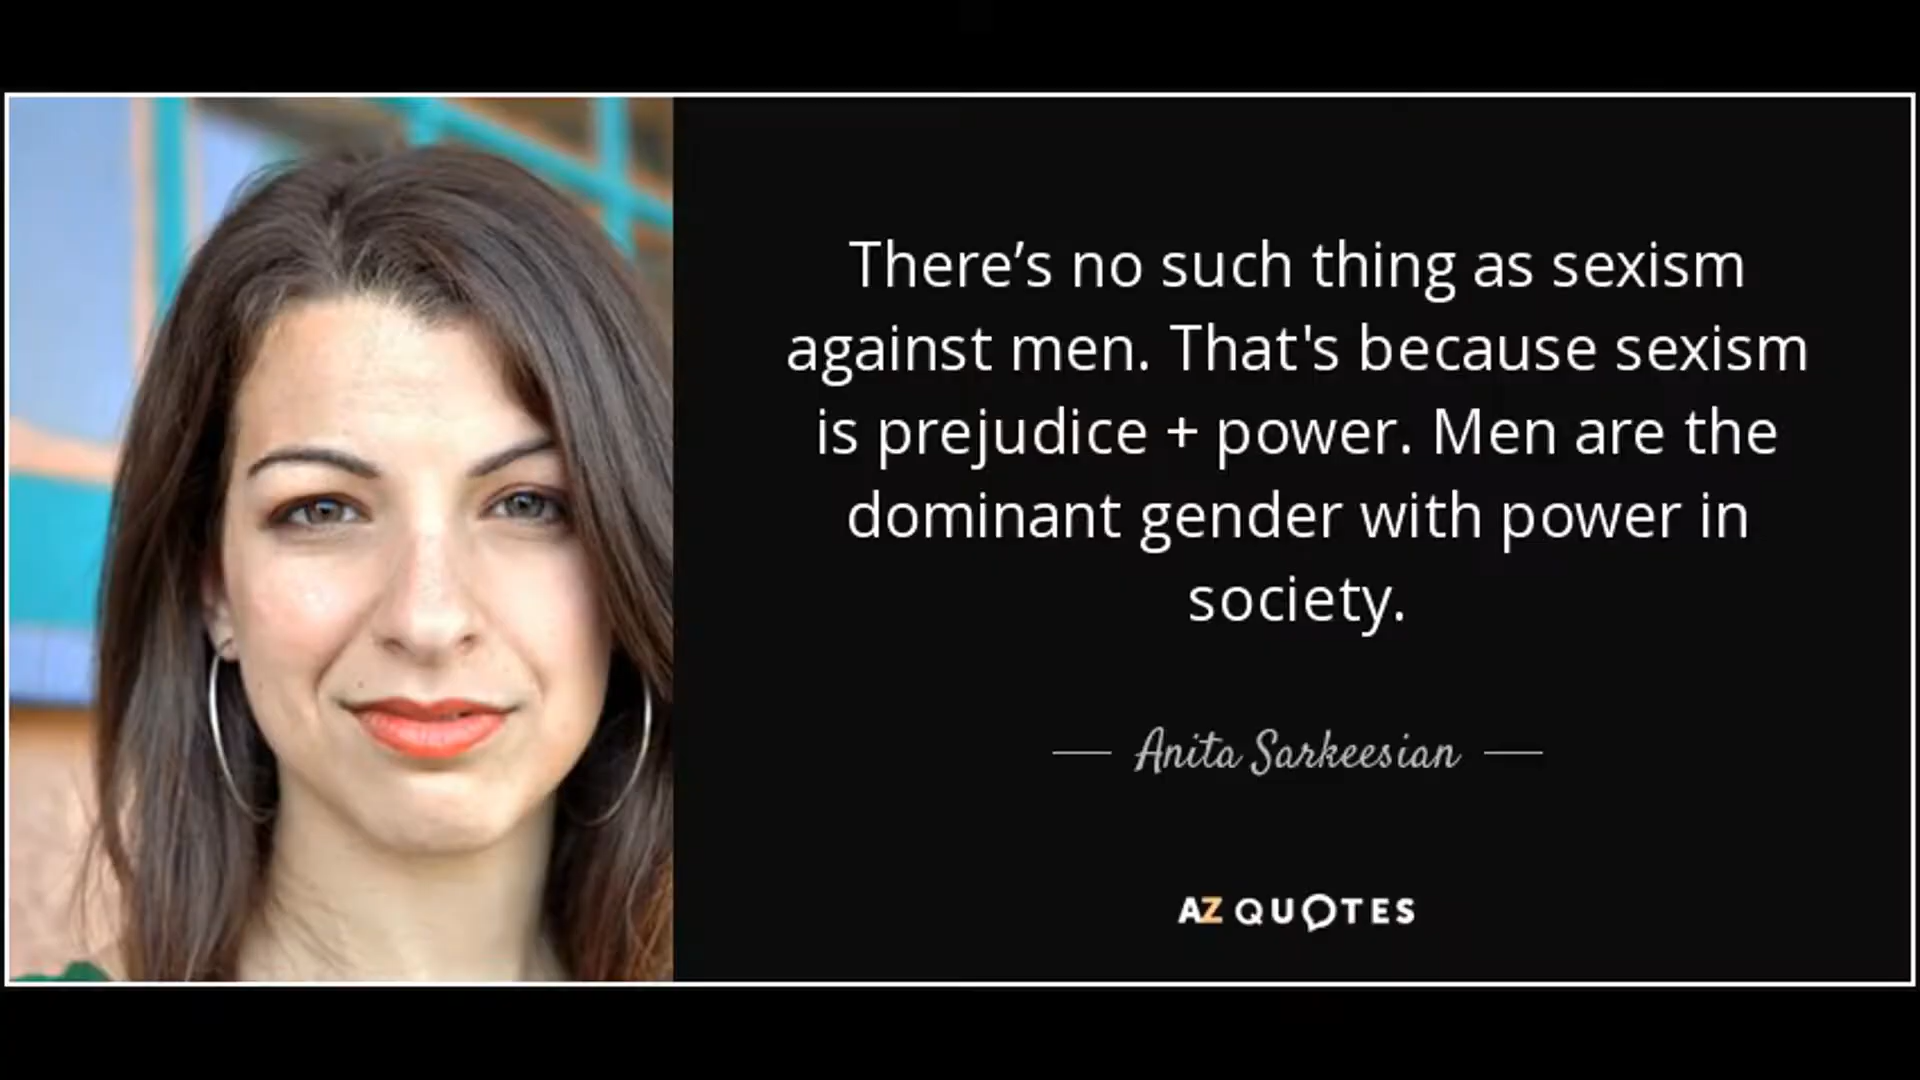 There’s no such thing as sexism
against men. That's because sexism
is prejudice + power. Men are the
dominant gender with power in
society.
Anita Sarkeesian
AZ QUOTES